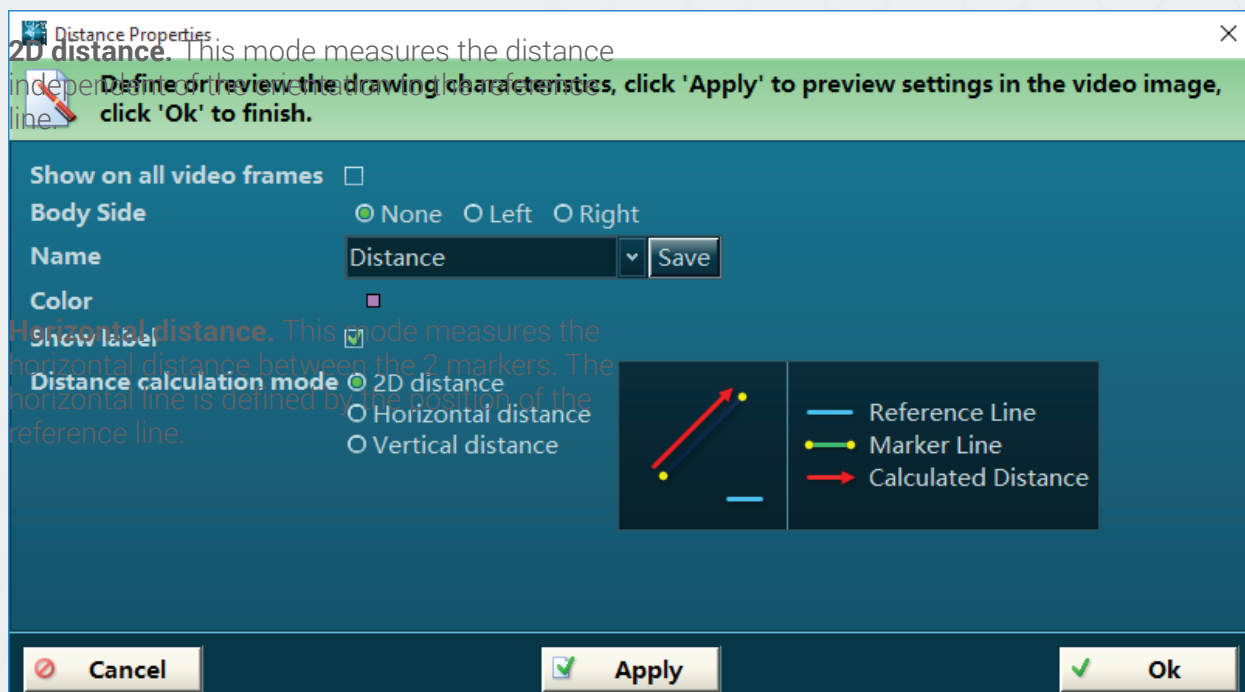 Distance Properties
2D distance. This mode measures the distance
independent of the orientation to the reference
line.
Define or review the drawing characteristics, click 'Apply' to preview settings in the video image,
click 'Ok' to finish.
Show on all video frames
Body Side None Left Right
Name Distance Save
Color
Show label
Horizontal distance. This mode measures the
horizontal distance between the 2 markers. The
horizontal line is defined by the position of the
reference line.
Distance calculation mode 2D distance
Horizontal distance
Vertical distance
Reference Line
Marker Line
Calculated Distance
Cancel Apply Ok